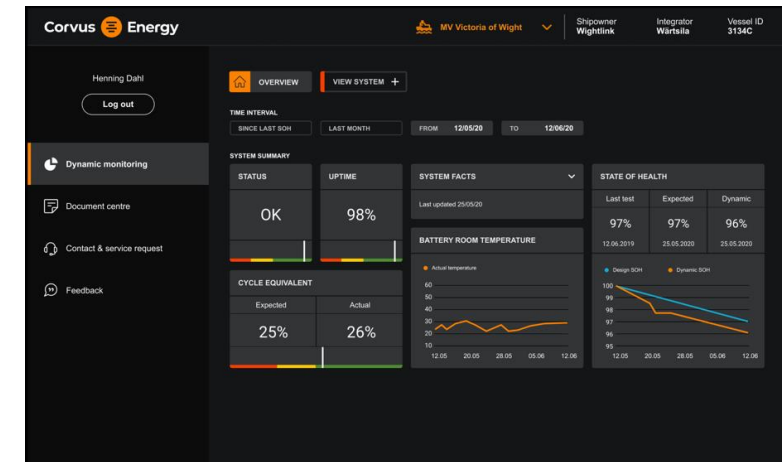 Corvus Energy
MV Victoria of Wight
Shipowner
Wightlink
Integrator
Wärtsila
Vessel ID
3134C
Henning Dahl
Log out
Dynamic monitoring
Document centre
Contact & service request
Feedback
OVERVIEW
VIEW SYSTEM +
TIME INTERVAL
SINCE LAST SOH
LAST MONTH
FROM 12/05/20
TO 12/06/20
SYSTEM SUMMARY
STATUS
OK
UPTIME
98%
CYCLE EQUIVALENT
Expected
25%
Actual
26%
SYSTEM FACTS
Last updated 25/05/20
BATTERY ROOM TEMPERATURE
Actual temperature
60
50
40
30
20
10
12.05 20.05 28.05 05.06 12.06
STATE OF HEALTH
Last test
97%
12.06.2019
Expected
97%
25.05.2020
Dynamic
96%
25.05.2020
Design SOH
Dynamic SOH
100
99
98
97
96
95
12.05 20.05 28.05 05.06 12.06